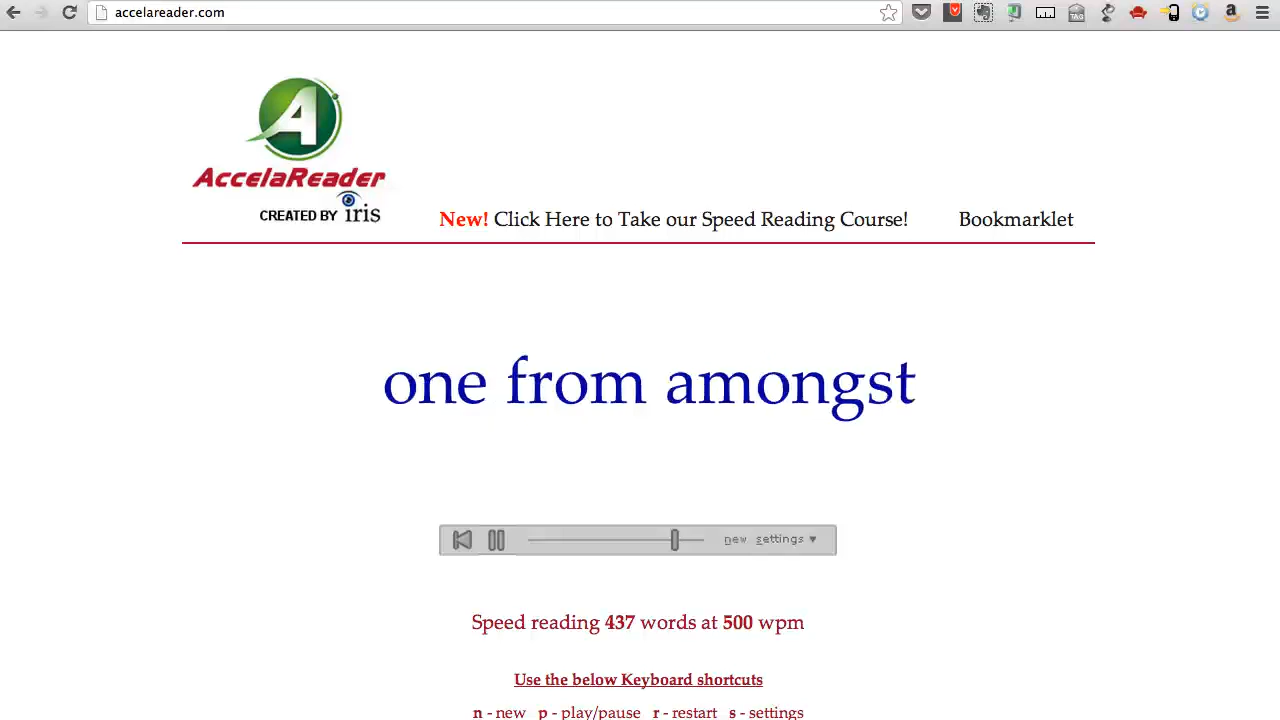 accelareader.com
TAG
a
A
AccelaReader
CREATED BY iris
New! Click Here to Take our Speed Reading Course!
Bookmarklet
one from amongst
new settings ▼
Speed reading 437 words at 500 wpm
Use the below Keyboard shortcuts
n - new p - play/pause r - restart s - settings